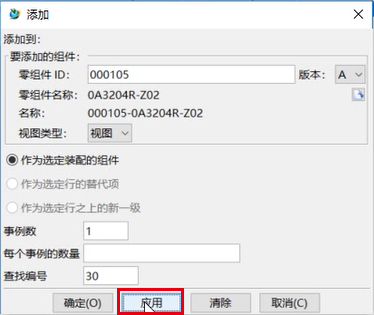 添加
添加到：
要添加的组件：
零组件 ID： 000105 版本： A
零组件名称： 0A3204R-Z02
名称： 000105-0A3204R-Z02
视图类型： 视图
作为选定装配的组件
作为选定行的替代项
作为选定行之上的新一级
事例数 1
每个事例的数量
查找编号 30
确定(O) 应用 清除 取消(C)